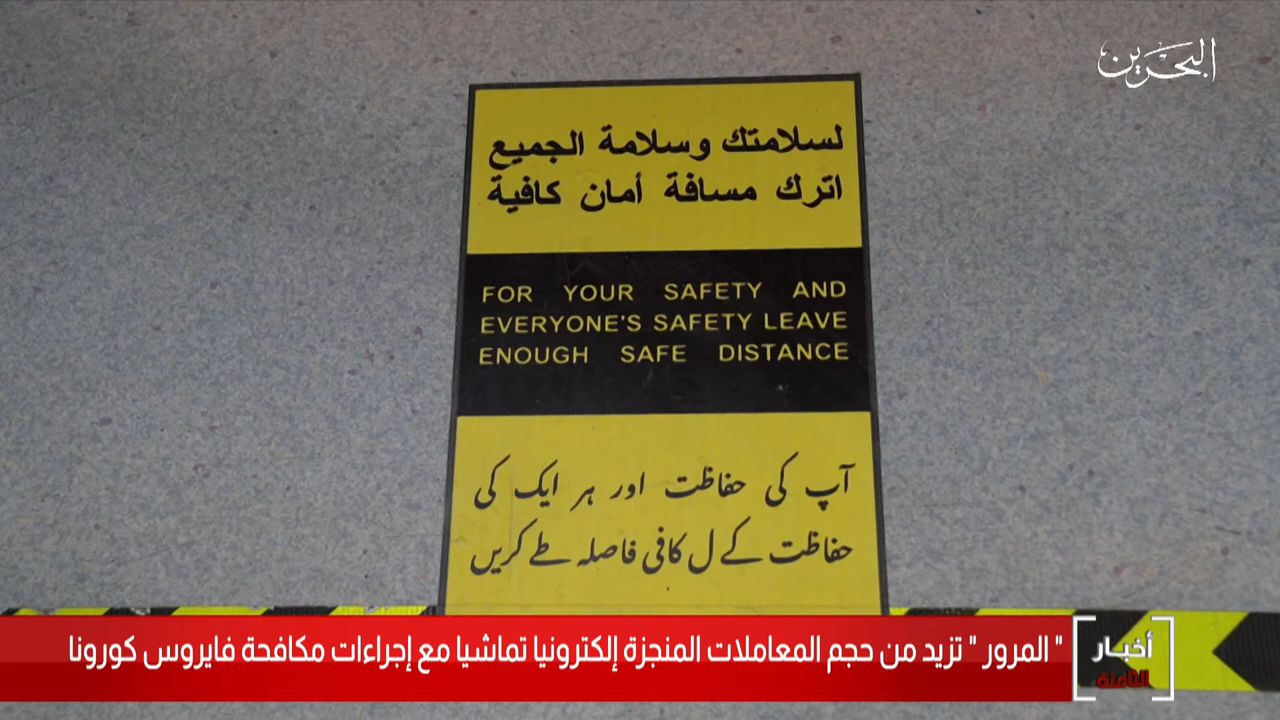 البحرين
لسلامتك وسلامة الجميع
اترك مسافة أمان كافية
FOR YOUR SAFETY AND
EVERYONE'S SAFETY LEAVE
ENOUGH SAFE DISTANCE
آپ کی حفاظت اور ہر ایک کی
حفاظت کے ل کافی فاصلہ طے کریں
أخبار
الثامنة
" المرور " تزيد من حجم المعاملات المنجزة إلكترونيا تماشيا مع إجراءات مكافحة فايروس كورونا